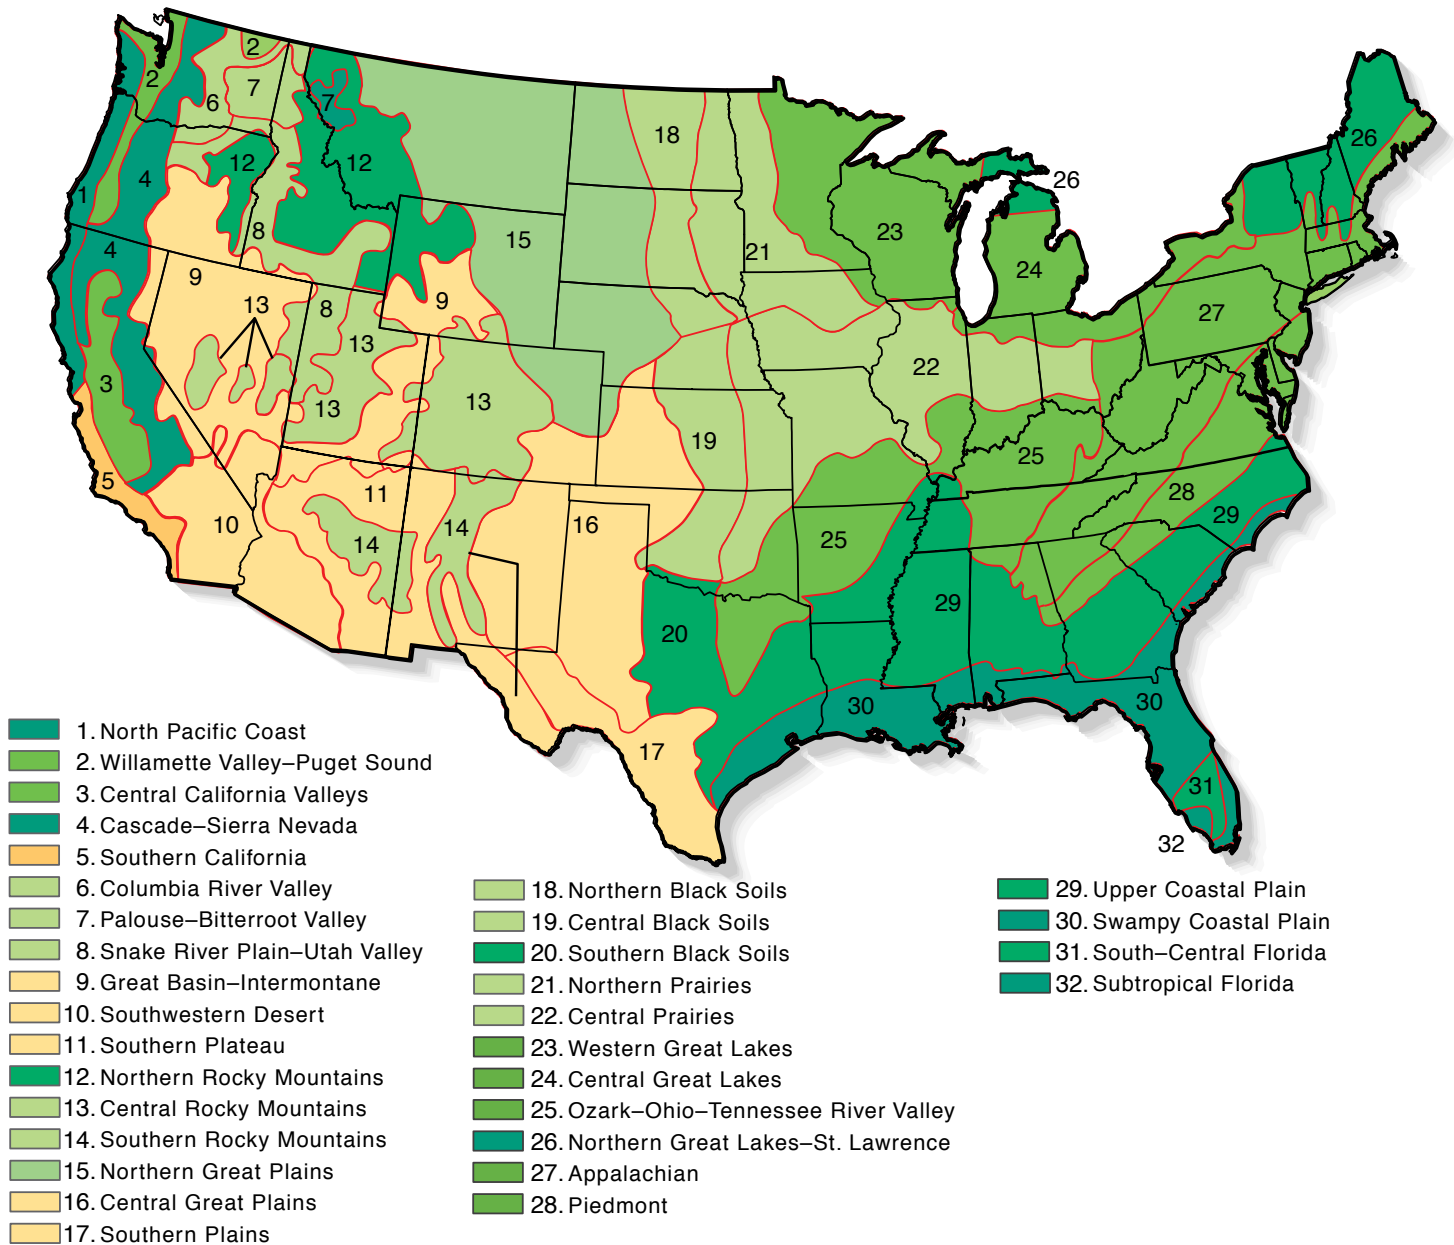 2
2
7
6
7
18
26
12
12
26
4
1
8
15
23
4
21
9
24
9
13
8
27
13
22
3
13
13
19
25
5
11
28
10
14
16
29
14
25
29
20
30
30
17
31
32
1. North Pacific Coast
2. Willamette Valley–Puget Sound
3. Central California Valleys
4. Cascade–Sierra Nevada
5. Southern California
6. Columbia River Valley
7. Palouse–Bitterroot Valley
8. Snake River Plain–Utah Valley
9. Great Basin–Intermontane
10. Southwestern Desert
11. Southern Plateau
12. Northern Rocky Mountains
13. Central Rocky Mountains
14. Southern Rocky Mountains
15. Northern Great Plains
16. Central Great Plains
17. Southern Plains
18. Northern Black Soils
19. Central Black Soils
20. Southern Black Soils
21. Northern Prairies
22. Central Prairies
23. Western Great Lakes
24. Central Great Lakes
25. Ozark–Ohio–Tennessee River Valley
26. Northern Great Lakes–St. Lawrence
27. Appalachian
28. Piedmont
29. Upper Coastal Plain
30. Swampy Coastal Plain
31. South–Central Florida
32. Subtropical Florida